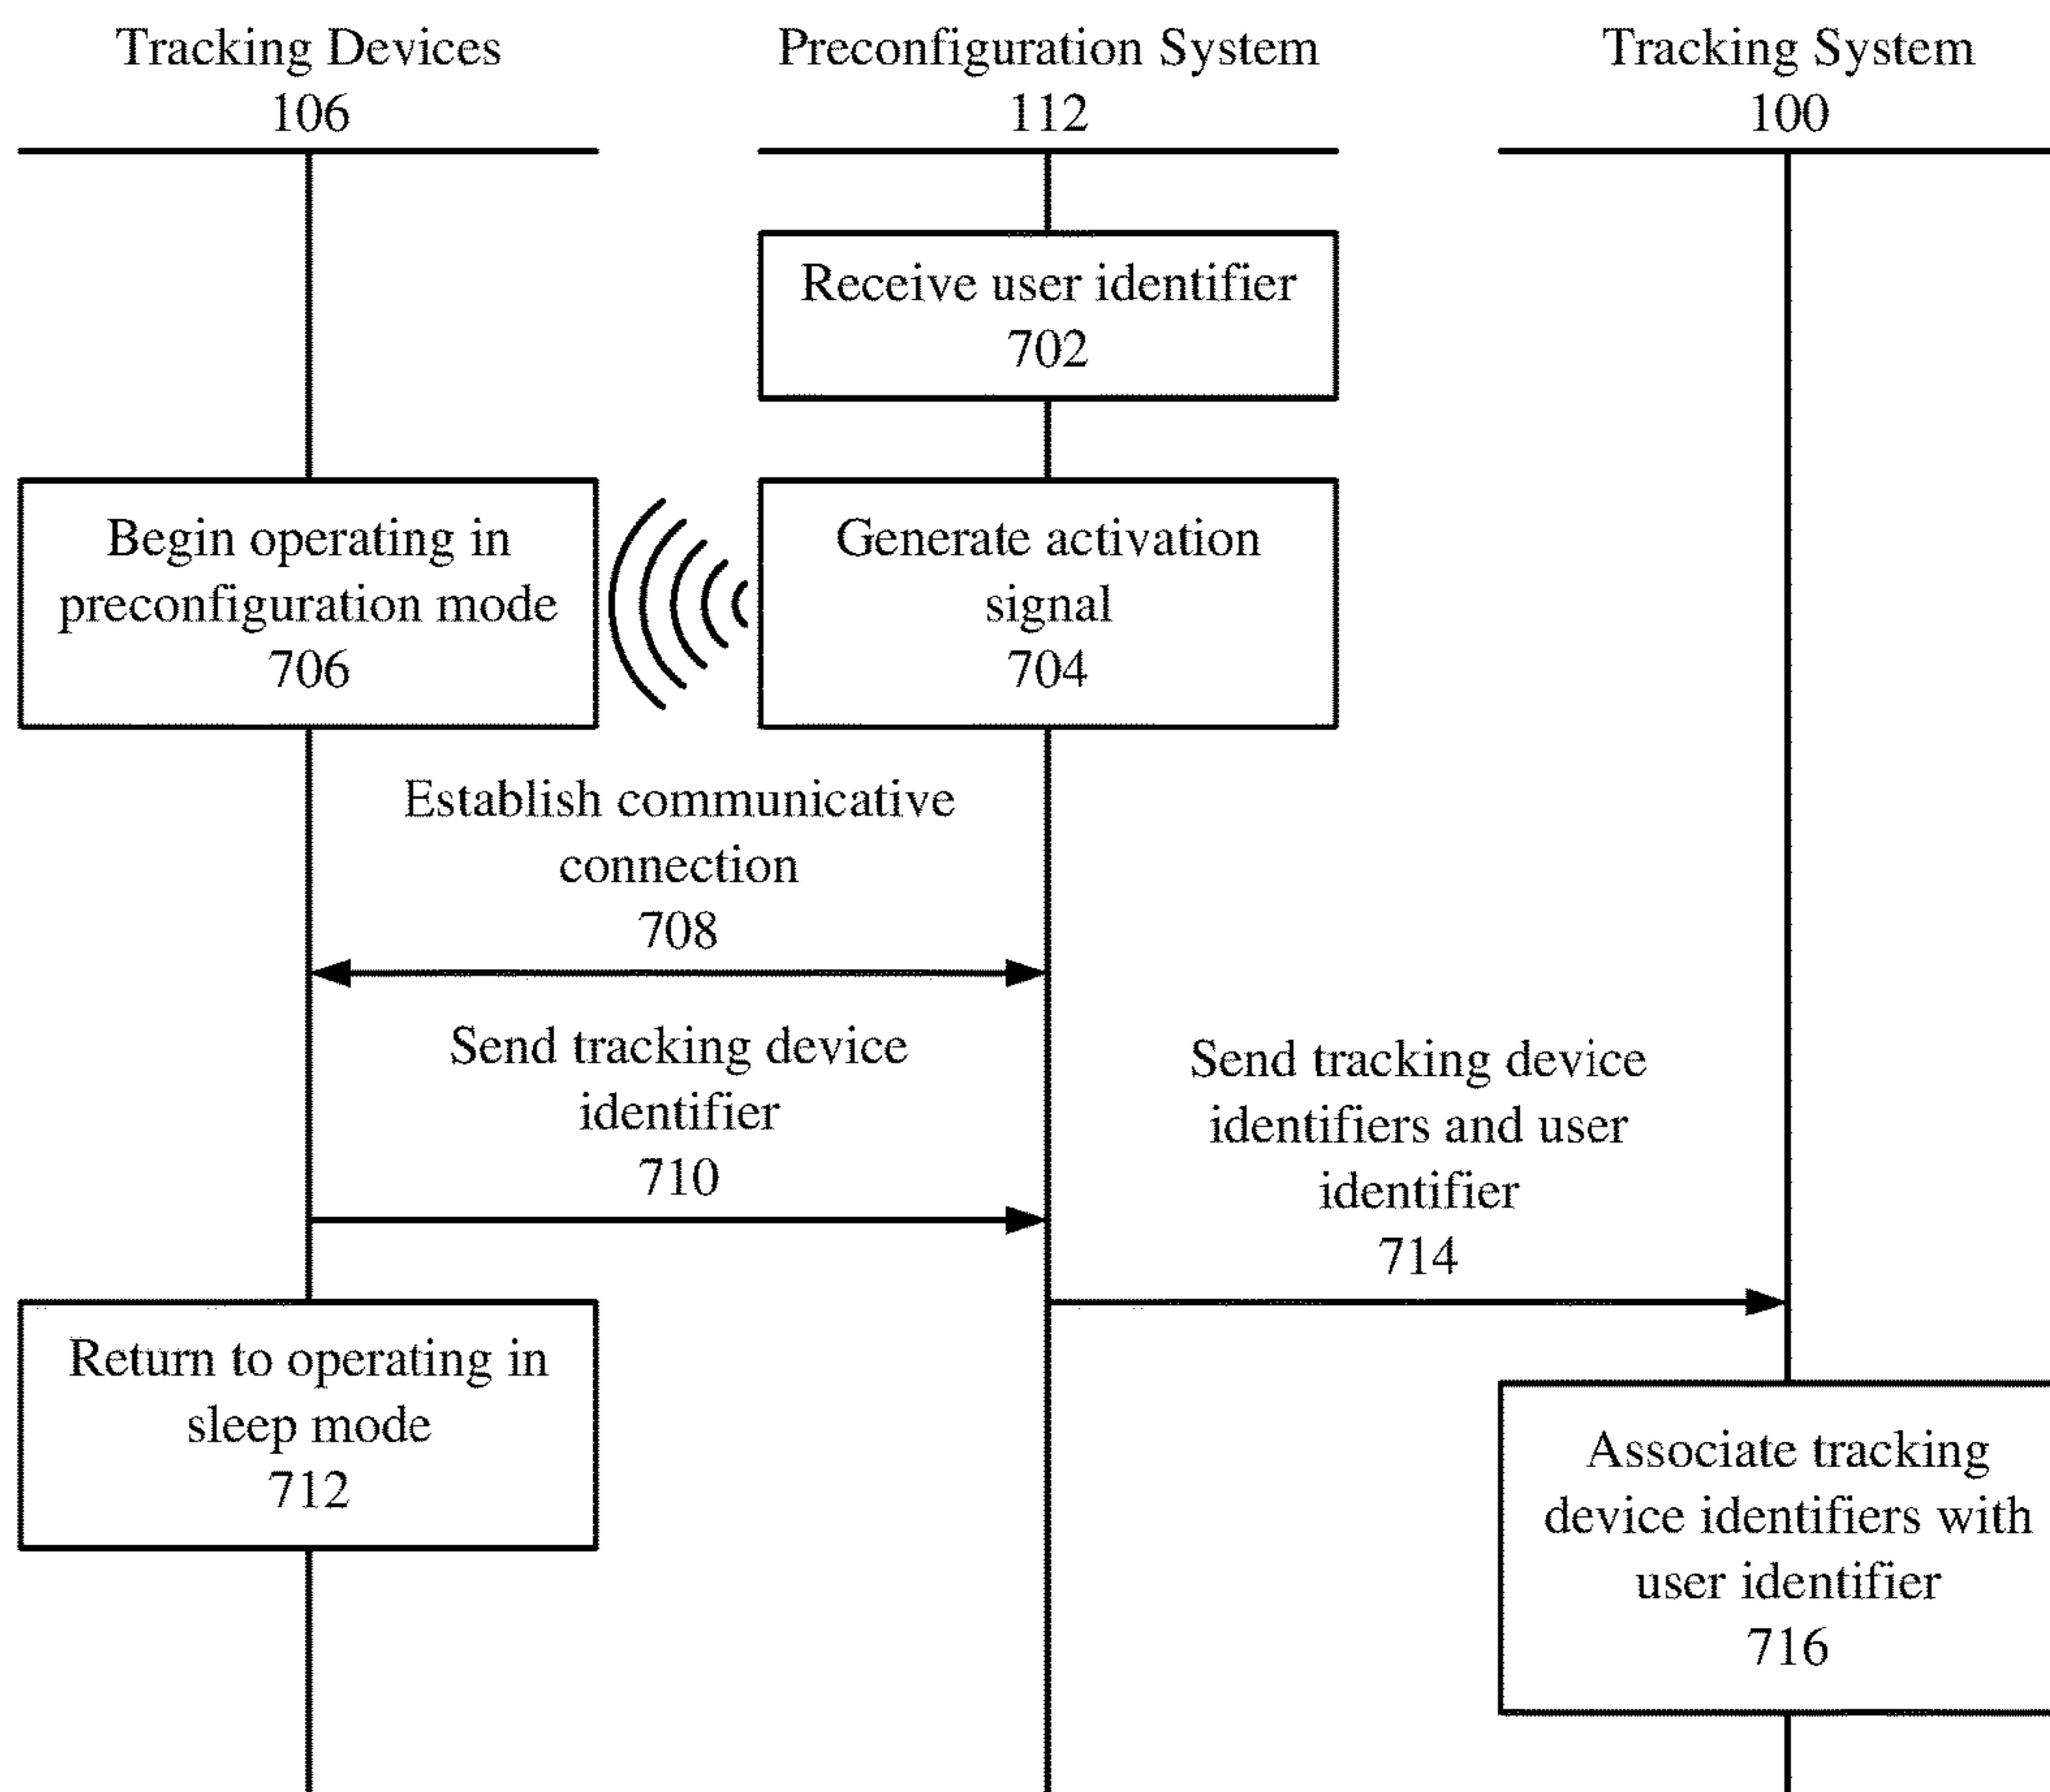 Tracking Devices
106
Preconfiguration System
112
Tracking System
100
Receive user identifier
702
Begin operating in
preconfiguration mode
706
Generate activation
signal
704
Establish communicative
connection
708
Send tracking device
identifier
710
Send tracking device
identifiers and user
identifier
714
Return to operating in
sleep mode
712
Associate tracking
device identifiers with
user identifier
716